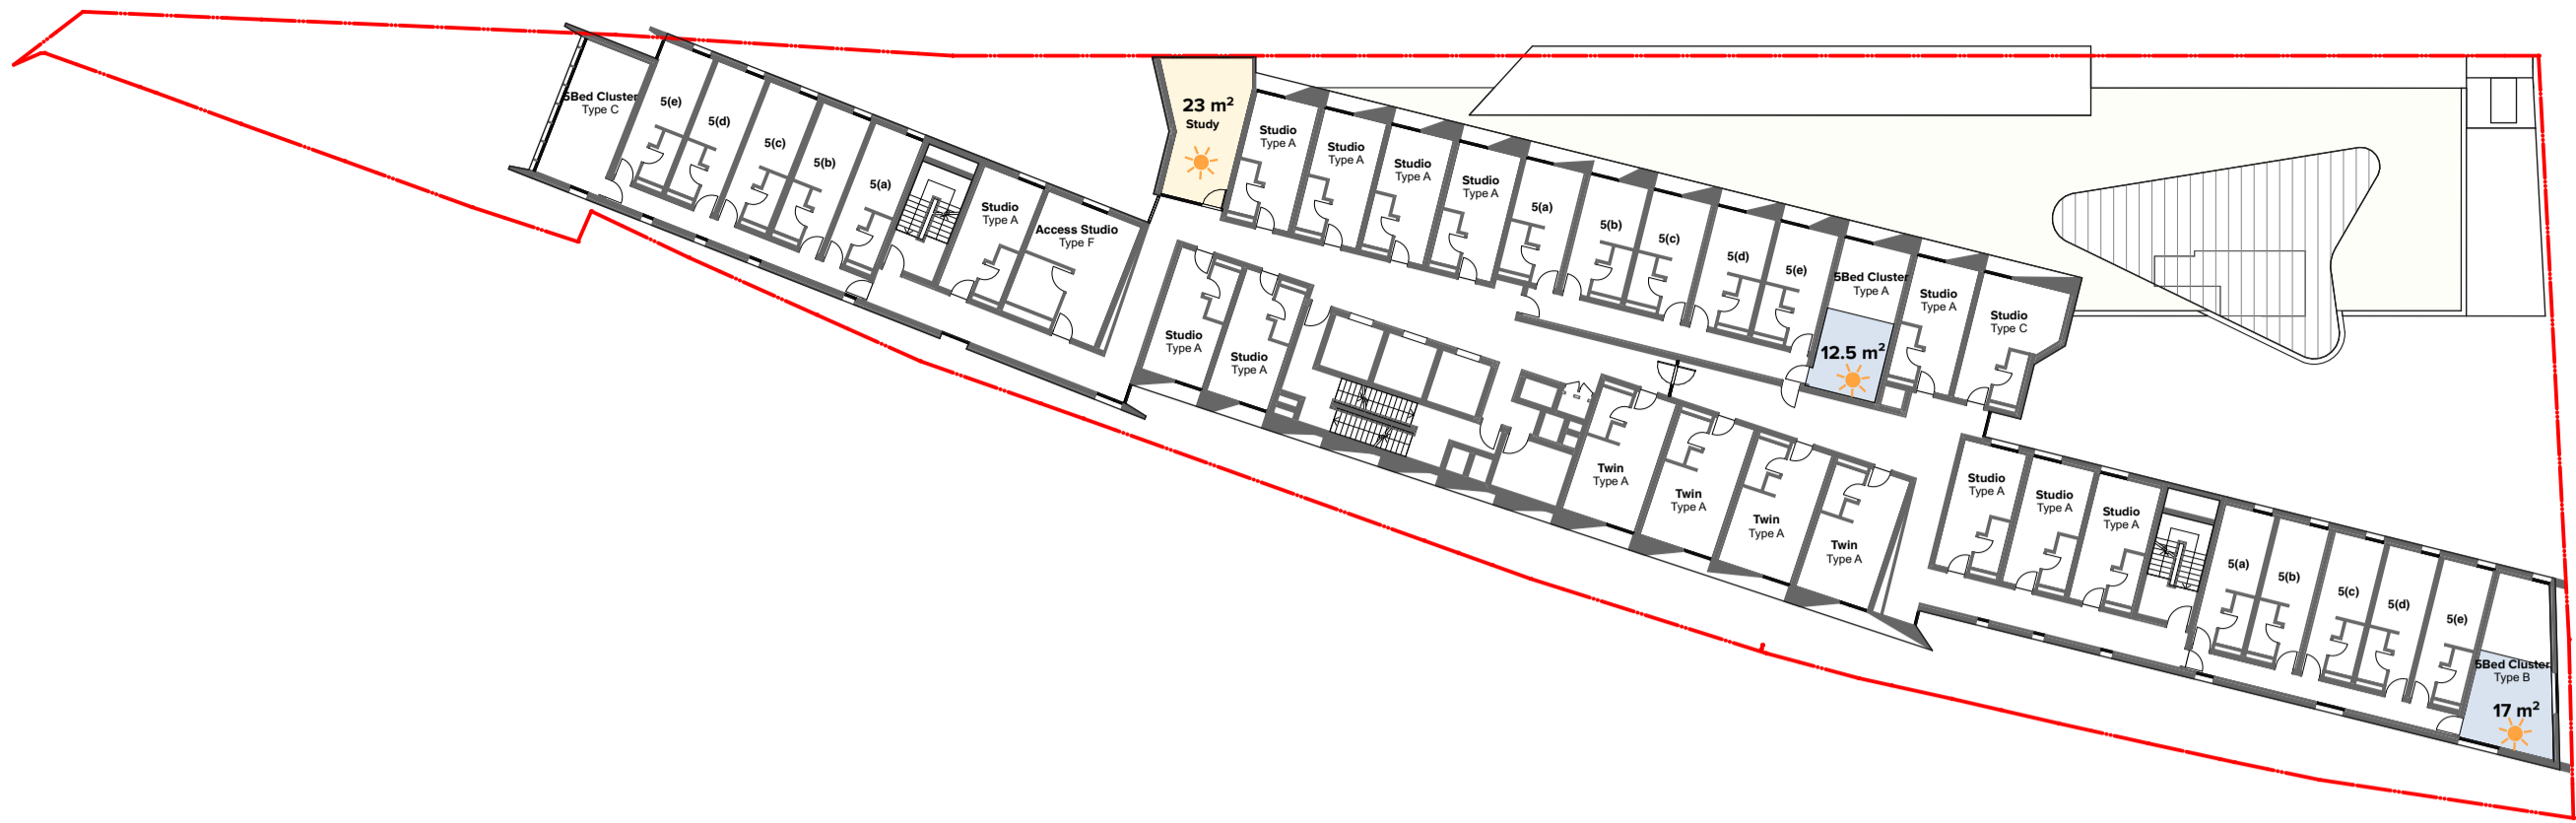 5Bed Cluster
Type C
5(e)
5(d)
5(c)
5(b)
5(a)
Studio
Type A
Access Studio
Type F
23 m²
Study
Studio
Type A
Studio
Type A
Studio
Type A
Studio
Type A
5(a)
5(b)
5(c)
5(d)
5(e)
5Bed Cluster
Type A
12.5 m²
Studio
Type A
Studio
Type C
Studio
Type A
Studio
Type A
Twin
Type A
Twin
Type A
Twin
Type A
Twin
Type A
Studio
Type A
Studio
Type A
Studio
Type A
5(a)
5(b)
5(c)
5(d)
5(e)
5Bed Cluster
Type B
17 m²